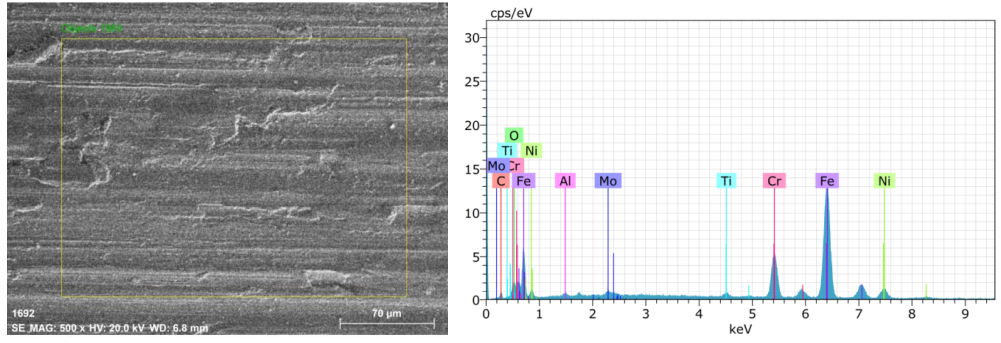 1692
SE_MAG: 500 x HV: 20.0 kV WD: 6.8 mm
70 µm
cps/eV
30
25
20
15
10
5
0
O
Ti Ni
Mo Cr
C Fe Al Mo Ti Cr Fe Ni
0 1 2 3 4 5 6 7 8 9
keV